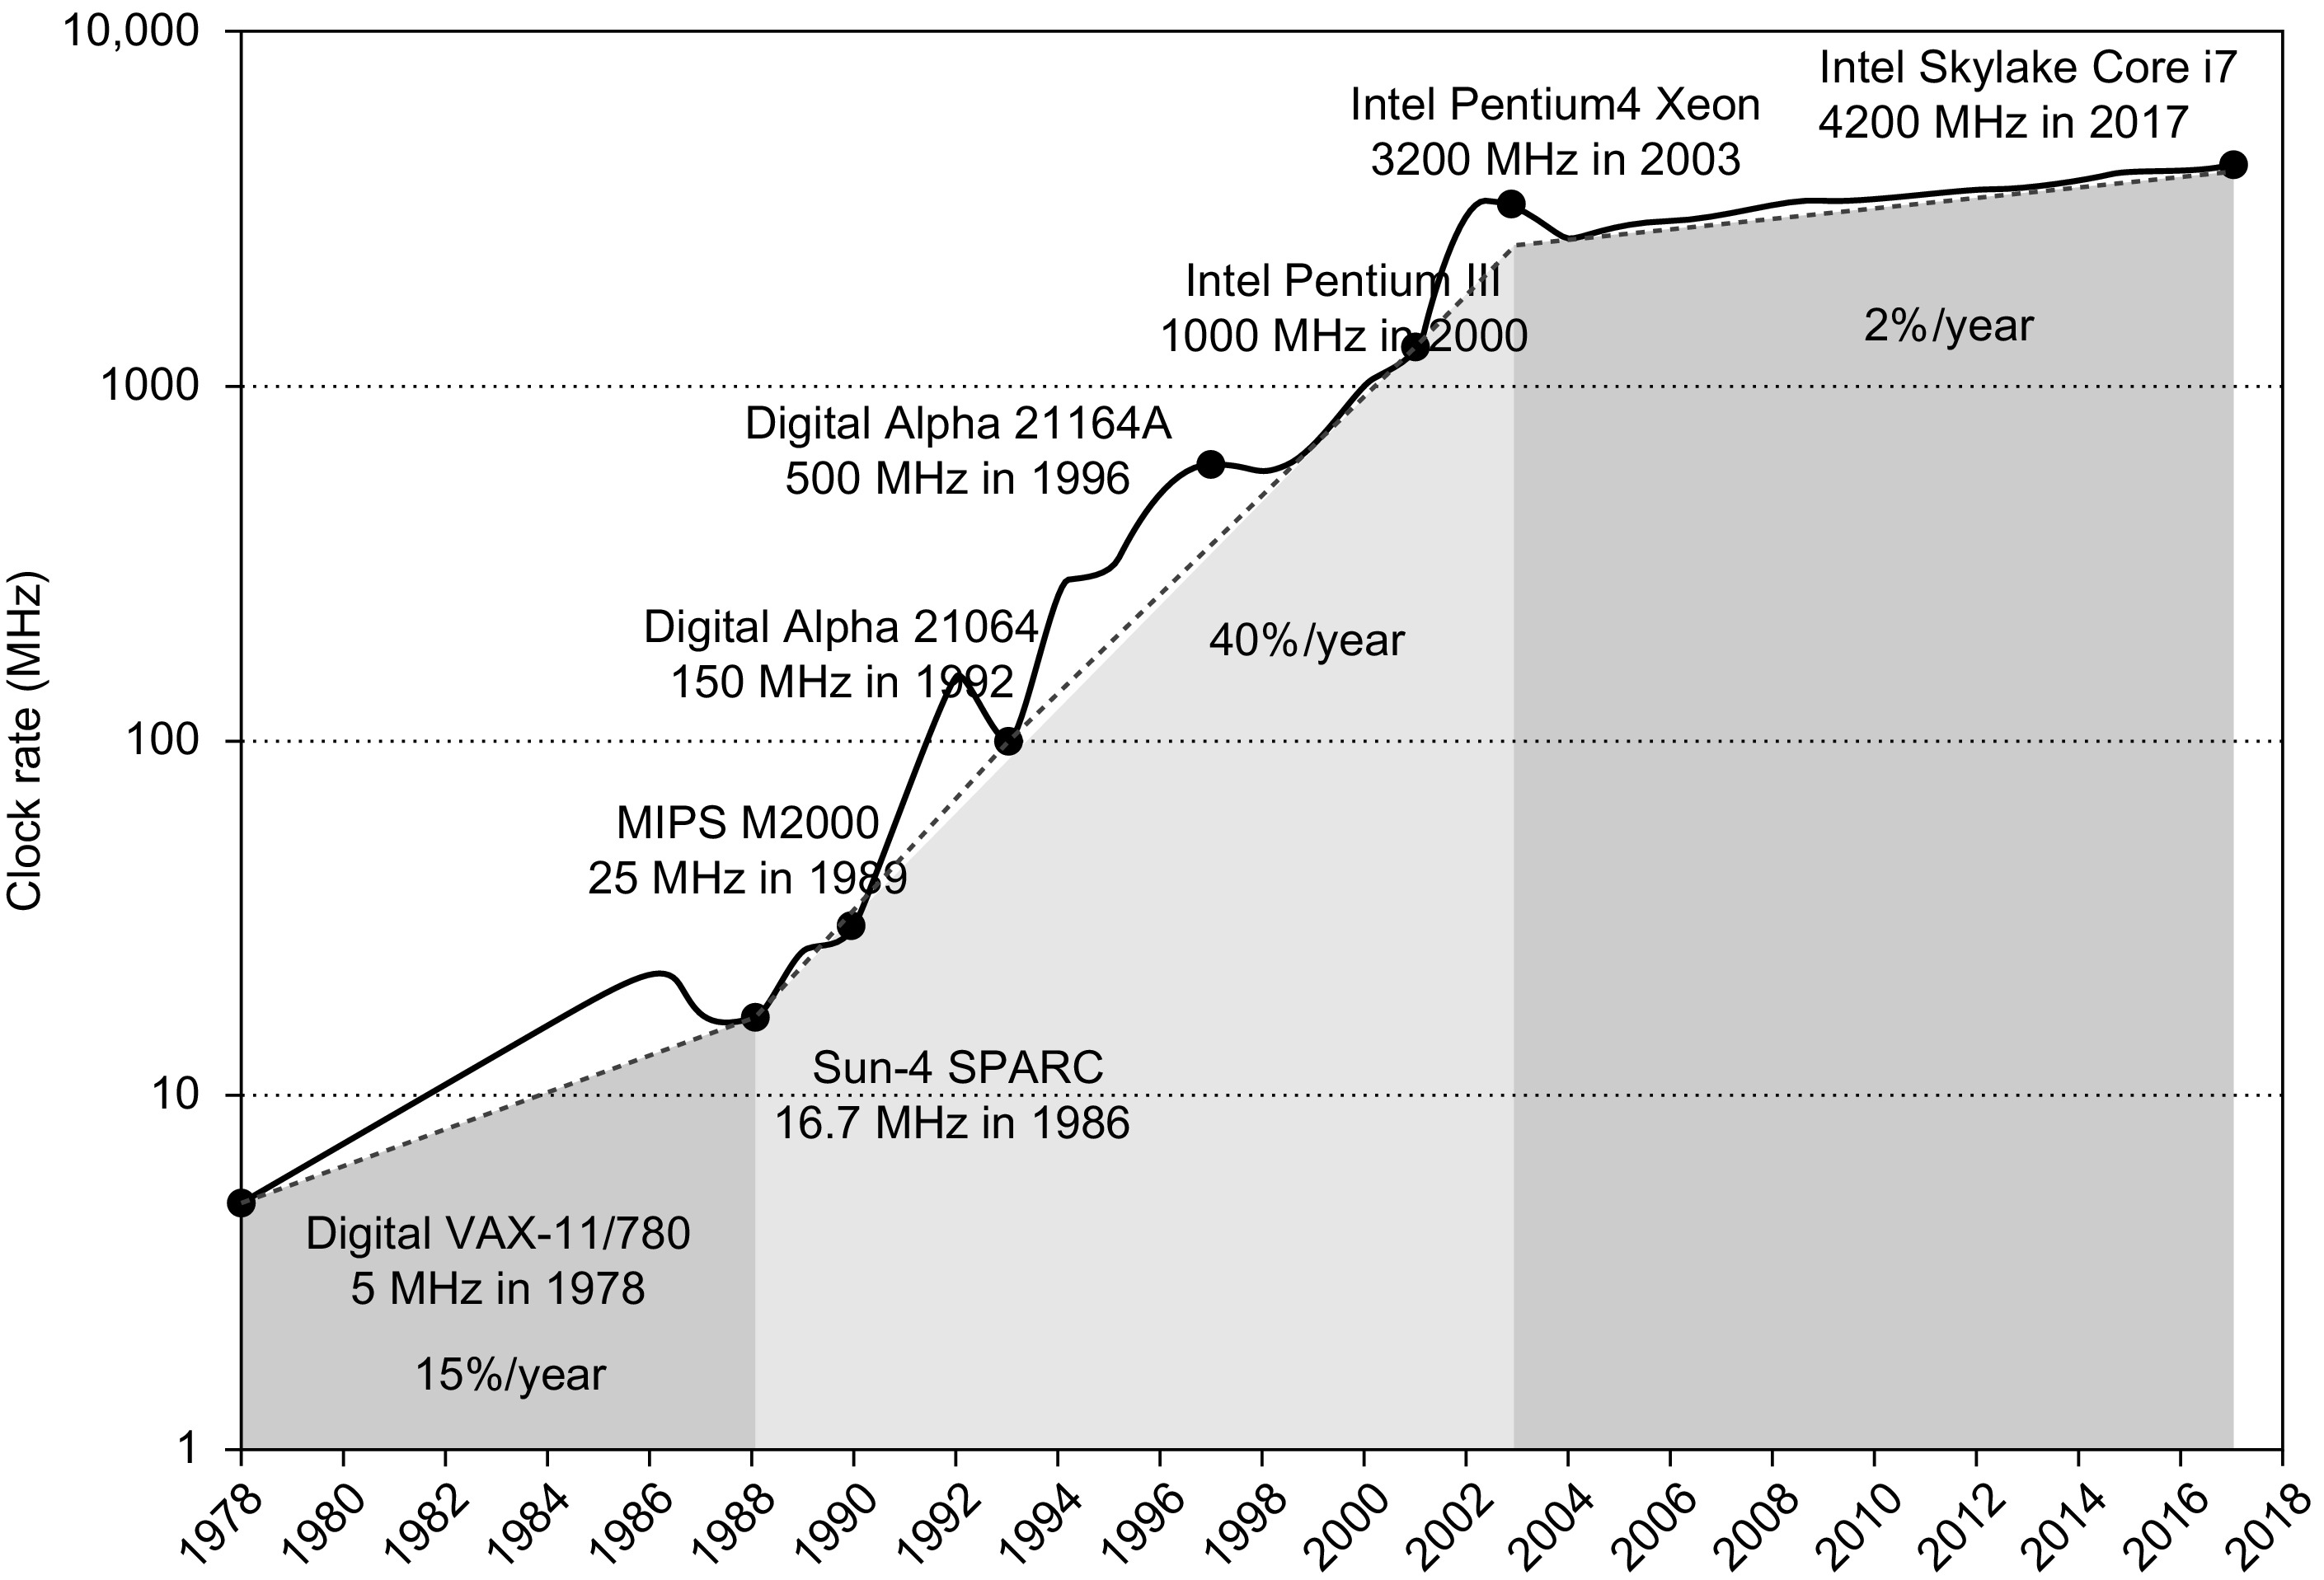 10,000
Intel Skylake Core i7
4200 MHz in 2017
Intel Pentium4 Xeon
3200 MHz in 2003
Intel Pentium III
1000 MHz in 2000
2%/year
1000
Digital Alpha 21164A
500 MHz in 1996
Clock rate (MHz)
Digital Alpha 21064
150 MHz in 1992
40%/year
100
MIPS M2000
25 MHz in 1989
Sun-4 SPARC
16.7 MHz in 1986
10
Digital VAX-11/780
5 MHz in 1978
15%/year
1
1978
1980
1982
1984
1986
1988
1990
1992
1994
1996
1998
2000
2002
2004
2006
2008
2010
2012
2014
2016
2018